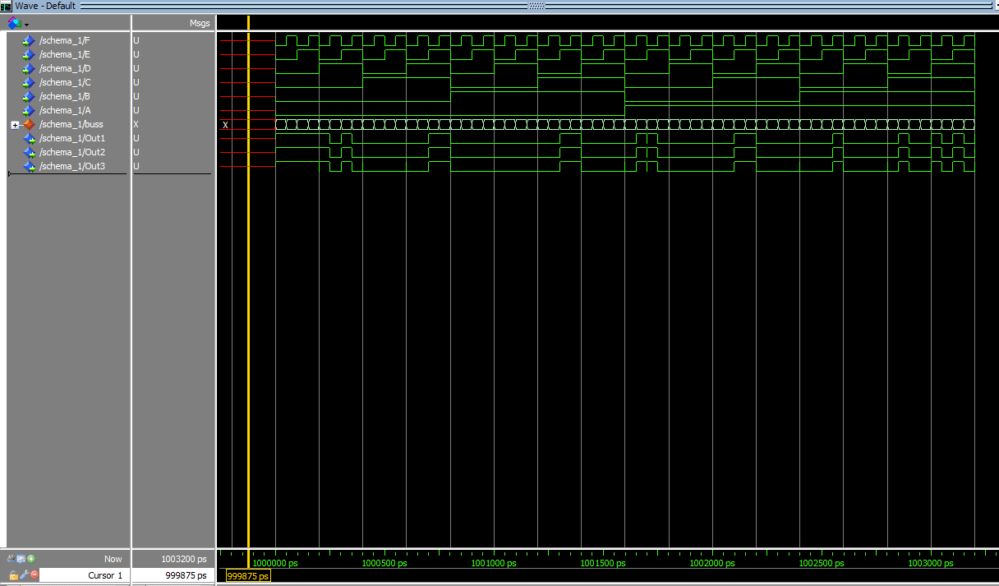 Wave - Default
Msgs
/schema_1/F U
/schema_1/E U
/schema_1/D U
/schema_1/C U
/schema_1/B U
/schema_1/A U
/schema_1/buss X X
/schema_1/Out1 U
/schema_1/Out2 U
/schema_1/Out3 U
Now 1003200 ps 1000000 ps 1000500 ps 1001000 ps 1001500 ps 1002000 ps 1002500 ps 1003000 ps
Cursor 1 999875 ps 999875 ps